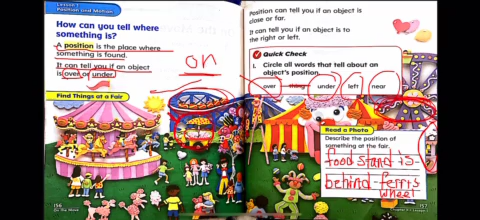 Lesson 1
Position and Motion
How can you tell where
something is?
A position is the place where
something is found.
It can tell you if an object
is over or under.
on
Find Things at a Fair
156
On the Move
Position can tell you if an object is
close or far.
It can tell you if an object is to
the right or left.
Quick Check
1. Circle all words that tell about an
object's position.
over thing under left near
Read a Photo
Describe the position of
something at the fair.
food stand is
behind ferris
wheel
157